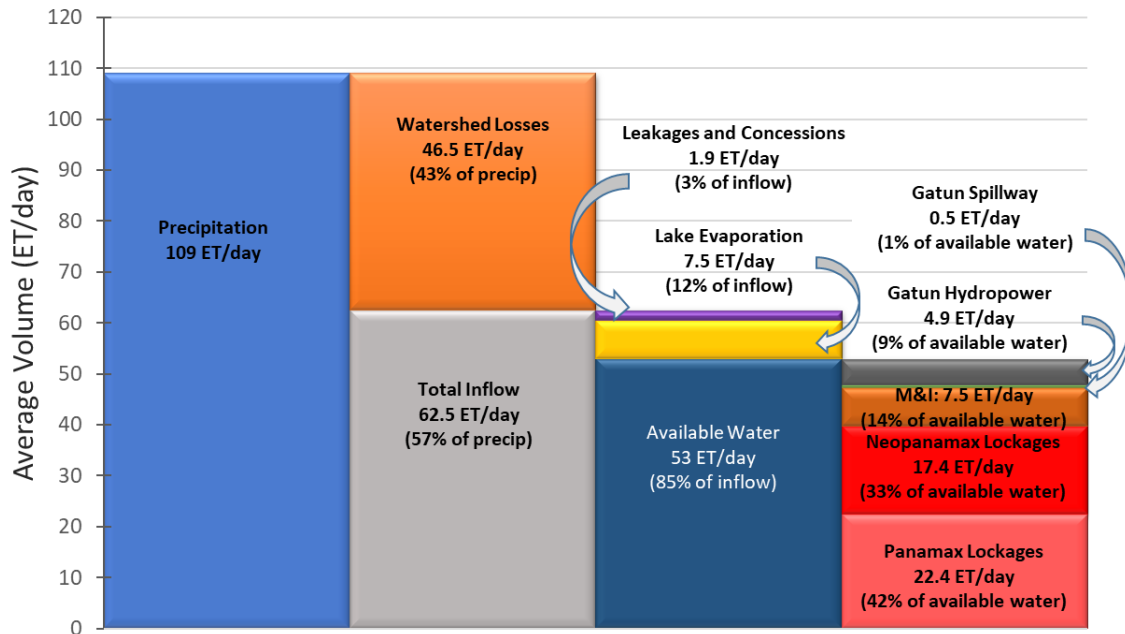 Average Volume (ET/day)
120
110
100
90
80
70
60
50
40
30
20
10
0
Precipitation
109 ET/day
Watershed Losses
46.5 ET/day
(43% of precip)
Total Inflow
62.5 ET/day
(57% of precip)
Leakages and Concessions
1.9 ET/day
(3% of inflow)
Lake Evaporation
7.5 ET/day
(12% of inflow)
Available Water
53 ET/day
(85% of inflow)
Gatun Spillway
0.5 ET/day
(1% of available water)
Gatun Hydropower
4.9 ET/day
(9% of available water)
M&I: 7.5 ET/day
(14% of available water)
Neopanamax Lockages
17.4 ET/day
(33% of available water)
Panamax Lockages
22.4 ET/day
(42% of available water)